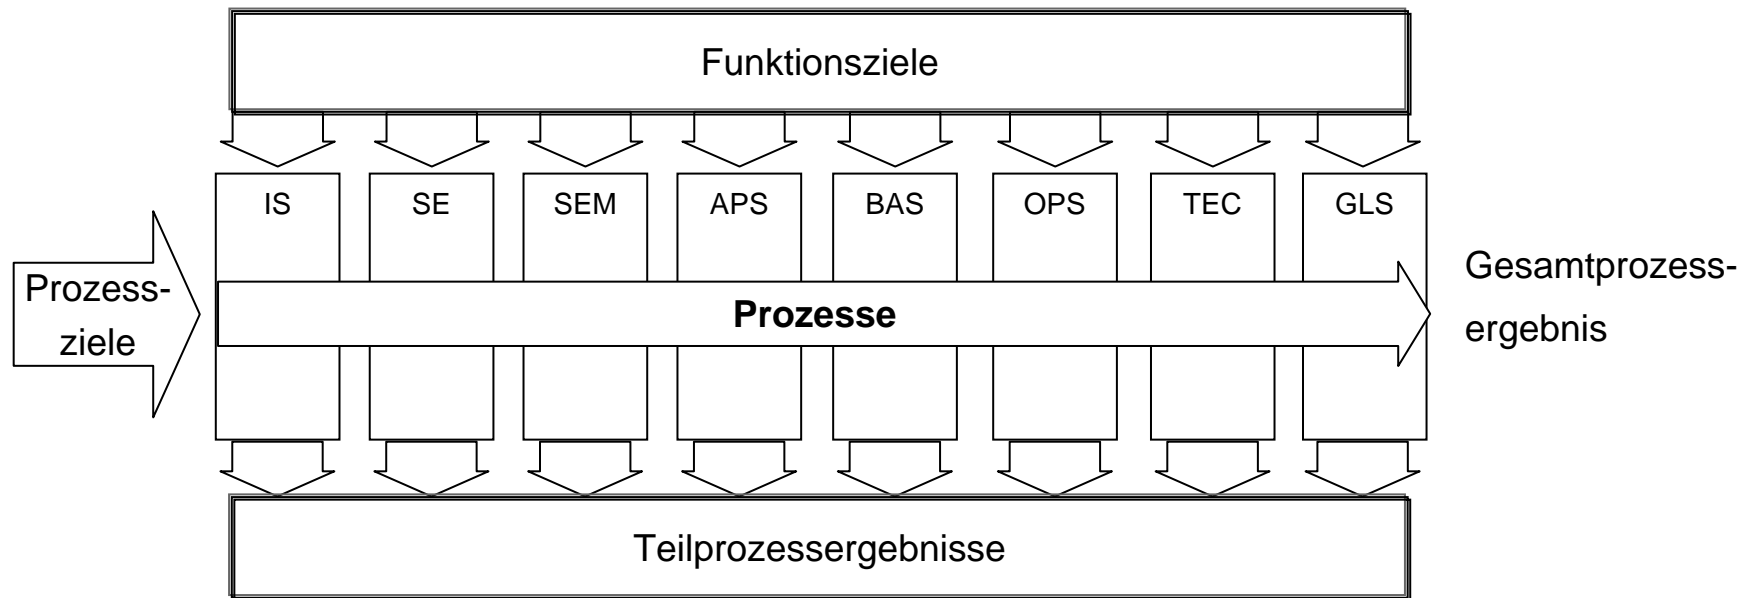 Funktionsziele
IS
SE
SEM
APS
BAS
OPS
TEC
GLS
Prozess-
ziele
Prozesse
Gesamtprozess-
ergebnis
Teilprozessergebnisse